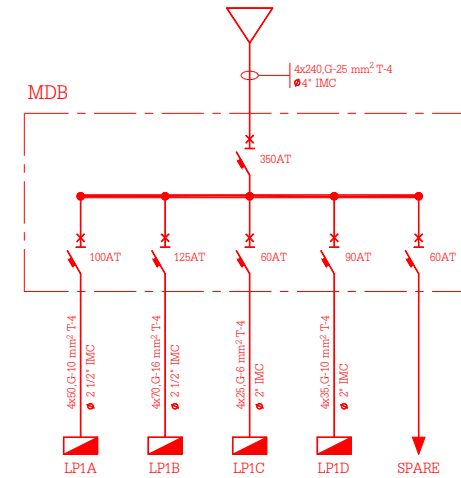 4x240,G-25 mm² T-4
ø4" IMC
MDB
350AT
100AT
125AT
60AT
90AT
60AT
4x50,G-10 mm² T-4
ø 2 1/2" IMC
4x70,G-16 mm² T-4
ø 2 1/2" IMC
4x25,G-6 mm² T-4
ø 2" IMC
4x35,G-10 mm² T-4
ø 2" IMC
LP1A
LP1B
LP1C
LP1D
SPARE